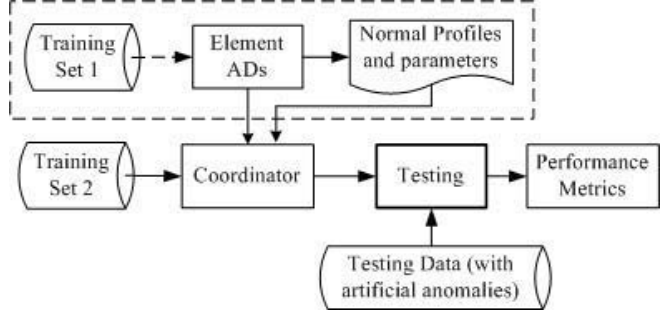 Training
Set 1
Element
ADs
Normal Profiles
and parameters
Training
Set 2
Coordinator
Testing
Performance
Metrics
Testing Data (with
artificial anomalies)